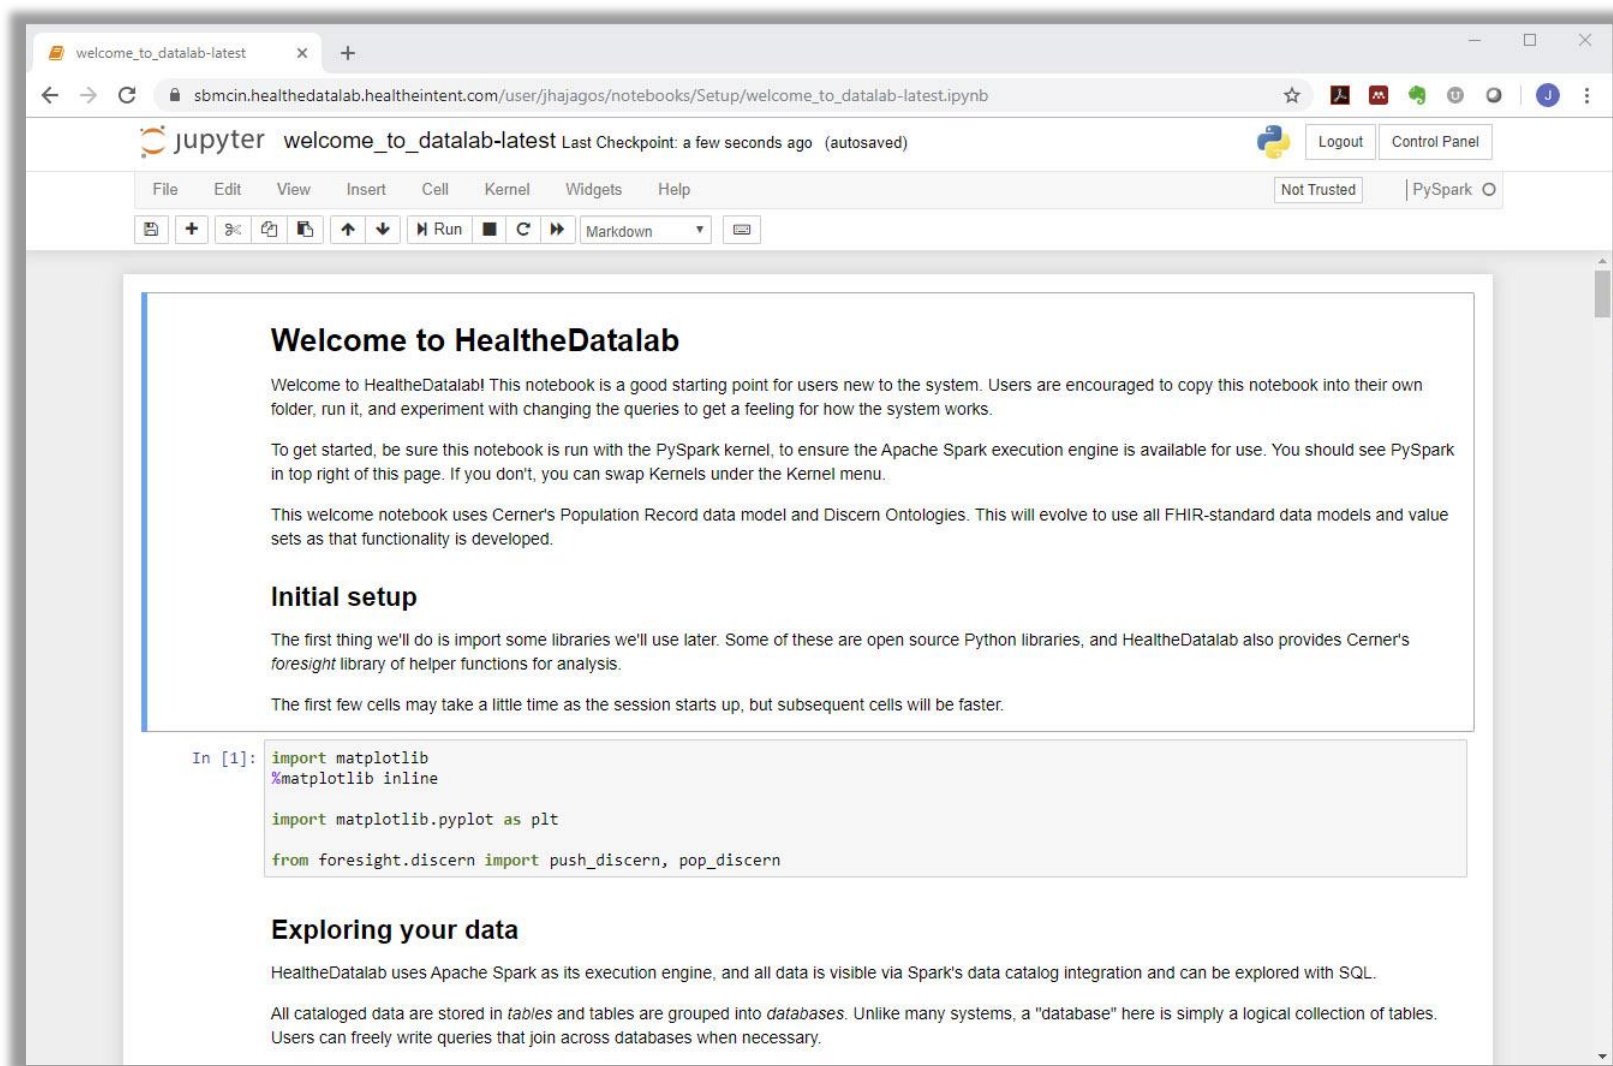 welcome_to_datalab-latest
sbmcin.healthedatalab.healtheintent.com/user/jhajagos/notebooks/Setup/welcome_to_datalab-latest.ipynb
J
jupyter welcome_to_datalab-latest Last Checkpoint: a few seconds ago (autosaved)
Logout Control Panel
File Edit View Insert Cell Kernel Widgets Help
Not Trusted PySpark
Run Markdown
Welcome to HealtheDatalab
Welcome to HealtheDatalab! This notebook is a good starting point for users new to the system. Users are encouraged to copy this notebook into their own
folder, run it, and experiment with changing the queries to get a feeling for how the system works.
To get started, be sure this notebook is run with the PySpark kernel, to ensure the Apache Spark execution engine is available for use. You should see PySpark
in top right of this page. If you don't, you can swap Kernels under the Kernel menu.
This welcome notebook uses Cerner's Population Record data model and Discern Ontologies. This will evolve to use all FHIR-standard data models and value
sets as that functionality is developed.
Initial setup
The first thing we'll do is import some libraries we'll use later. Some of these are open source Python libraries, and HealtheDatalab also provides Cerner's
foresight library of helper functions for analysis.
The first few cells may take a little time as the session starts up, but subsequent cells will be faster.
In [1]: import matplotlib
%matplotlib inline
import matplotlib.pyplot as plt
from foresight.discern import push_discern, pop_discern
Exploring your data
HealtheDatalab uses Apache Spark as its execution engine, and all data is visible via Spark's data catalog integration and can be explored with SQL.
All cataloged data are stored in tables and tables are grouped into databases. Unlike many systems, a "database" here is simply a logical collection of tables.
Users can freely write queries that join across databases when necessary.